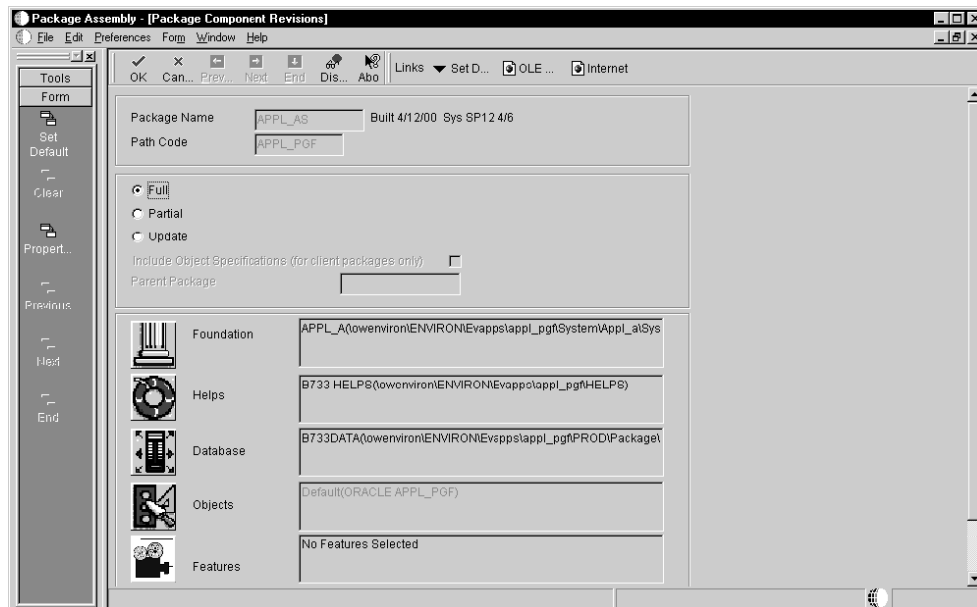 Package Assembly - [Package Component Revisions]
File Edit Preferences Form Window Help
OK Can... Prev... Next End Dis... Abo Links Set D... OLE ... Internet
Tools
Form
Set
Default
Clear
Propert...
Previous
Next
End
Package Name APPL_AS Built 4/12/00 Sys SP12 4/6
Path Code APPL_PGF
Full
Partial
Update
Include Object Specifications (for client packages only)
Parent Package
Foundation APPL_A(\owenviron\ENVIRON\Evapps\appl_pgf\System\Appl_a\Sys
Helps B733 HELPS(\owenviron\ENVIRON\Evapps\appl_pgf\HELPS)
Database B733DATA(\owenviron\ENVIRON\Evapps\appl_pgf\PROD\Package\
Objects Default(ORACLE APPL_PGF)
Features No Features Selected